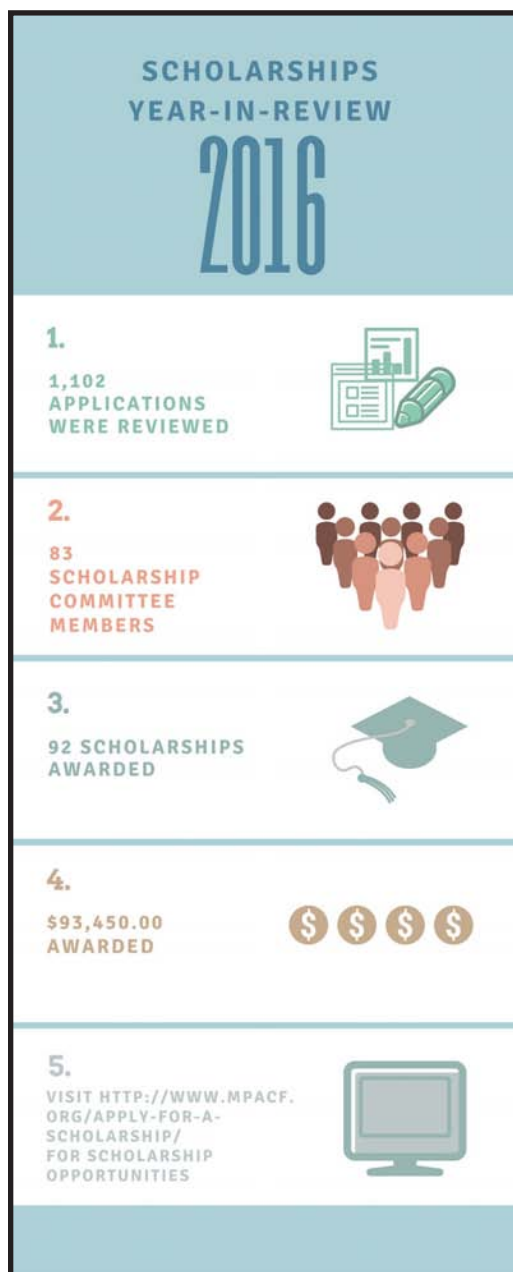 SCHOLARSHIPS
YEAR-IN-REVIEW
2016
1.
1,102
APPLICATIONS
WERE REVIEWED
2.
83
SCHOLARSHIP
COMMITTEE
MEMBERS
3.
92 SCHOLARSHIPS
AWARDED
4.
$93,450.00
AWARDED
$ $ $ $
5.
VISIT HTTP://WWW.MPACF.
ORG/APPLY-FOR-A-
SCHOLARSHIP/
FOR SCHOLARSHIP
OPPORTUNITIES